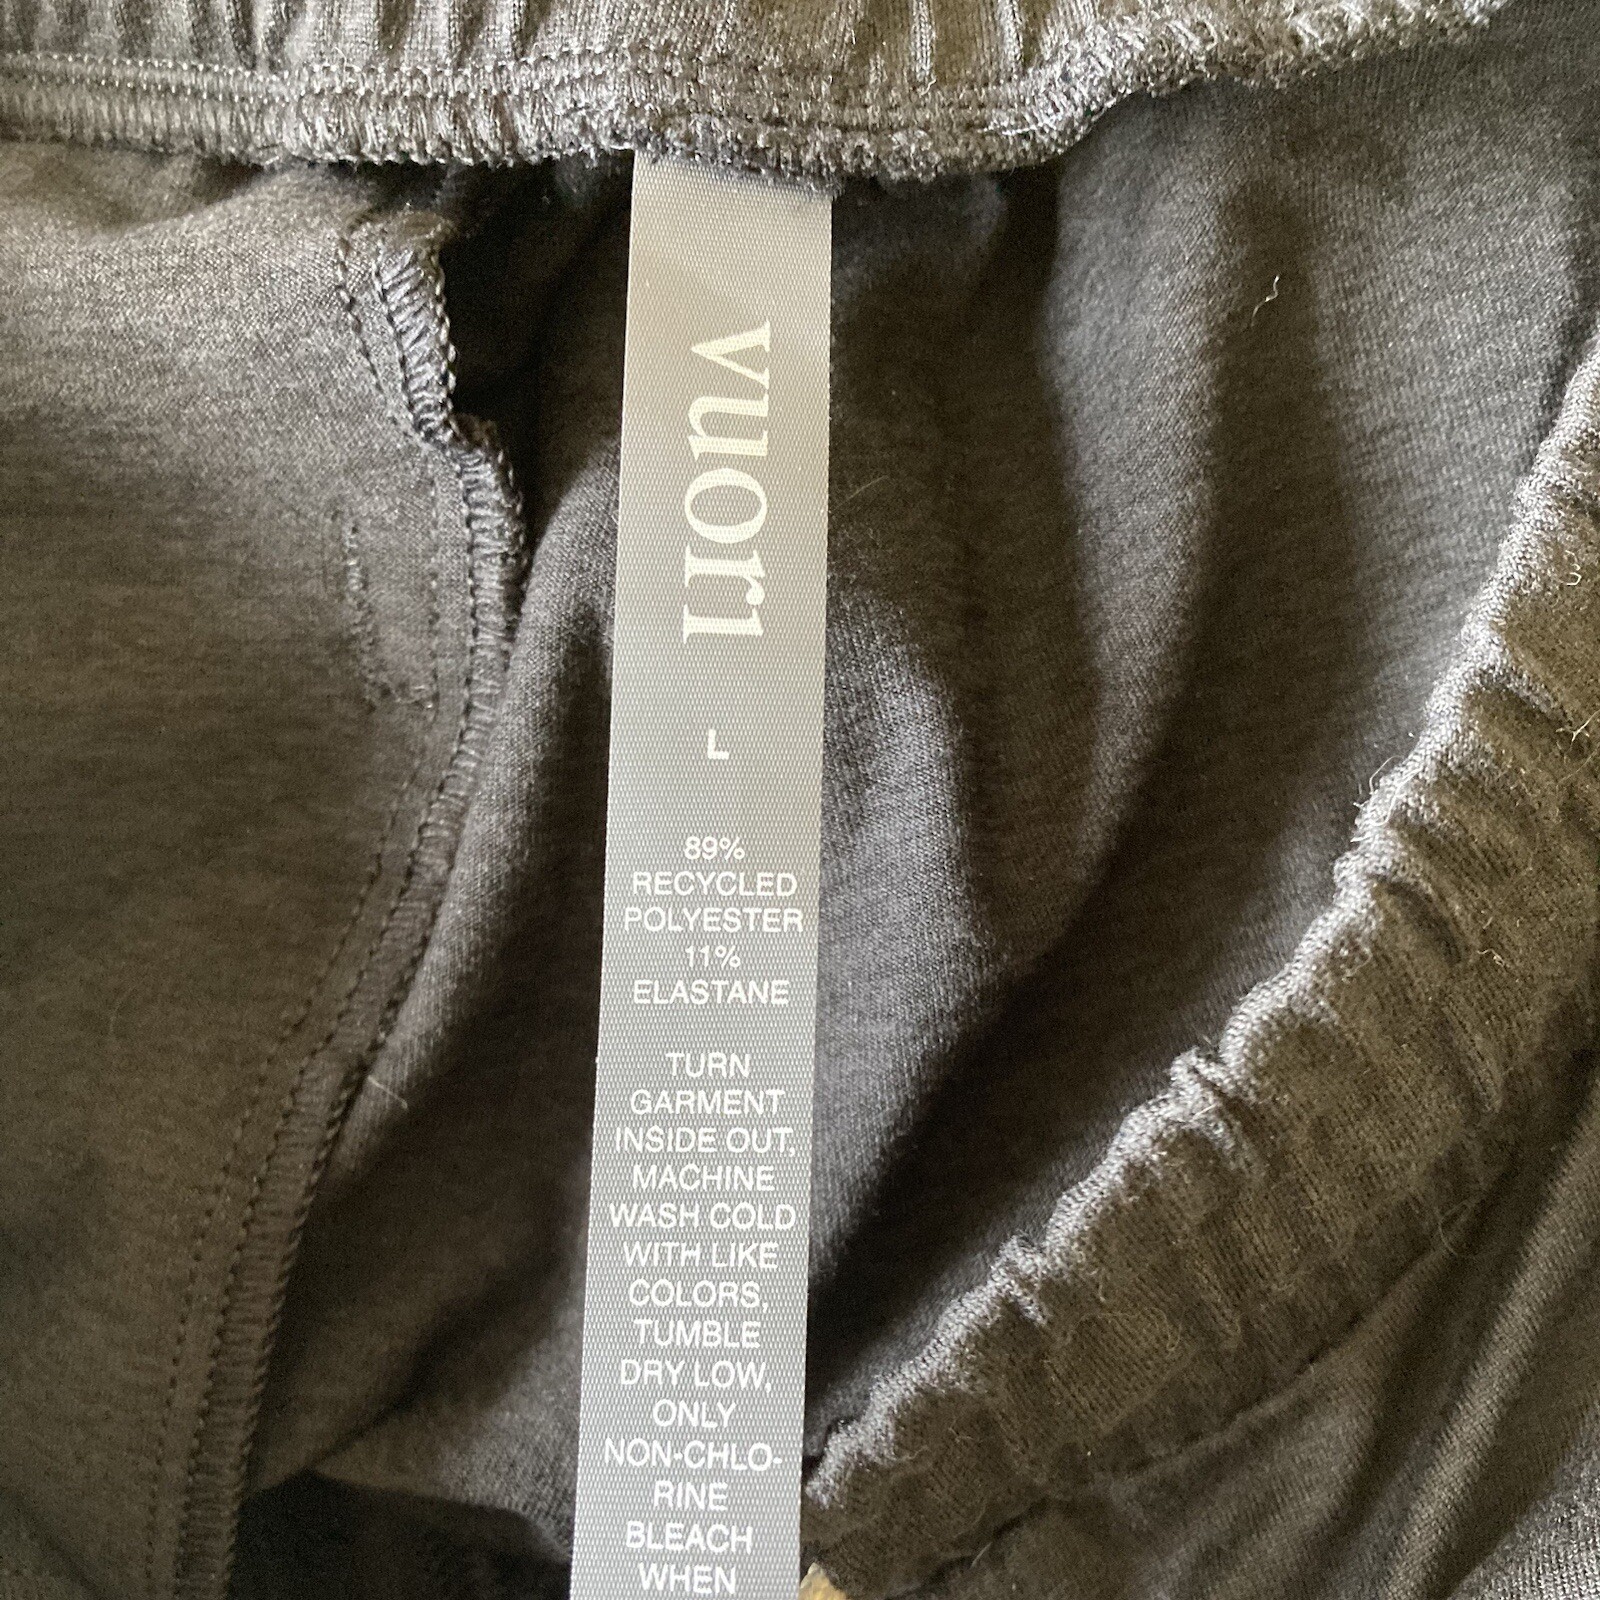 vuori
L
89%
RECYCLED
POLYESTER
11%
ELASTANE
TURN
GARMENT
INSIDE OUT,
MACHINE
WASH COLD
WITH LIKE
COLORS,
TUMBLE
DRY LOW,
ONLY
NON-CHLO-
RINE
BLEACH
WHEN